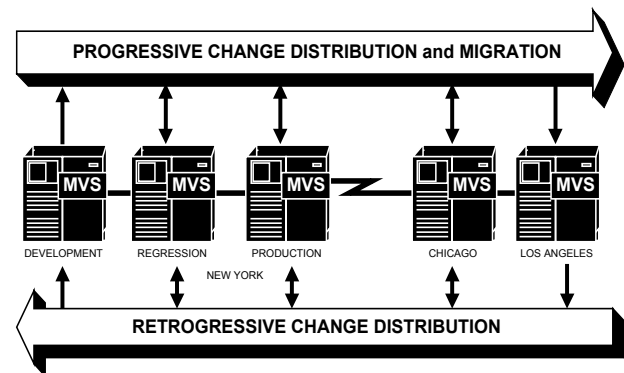 PROGRESSIVE CHANGE DISTRIBUTION and MIGRATION
MVS MVS MVS MVS MVS
DEVELOPMENT REGRESSION PRODUCTION CHICAGO LOS ANGELES
NEW YORK
RETROGRESSIVE CHANGE DISTRIBUTION